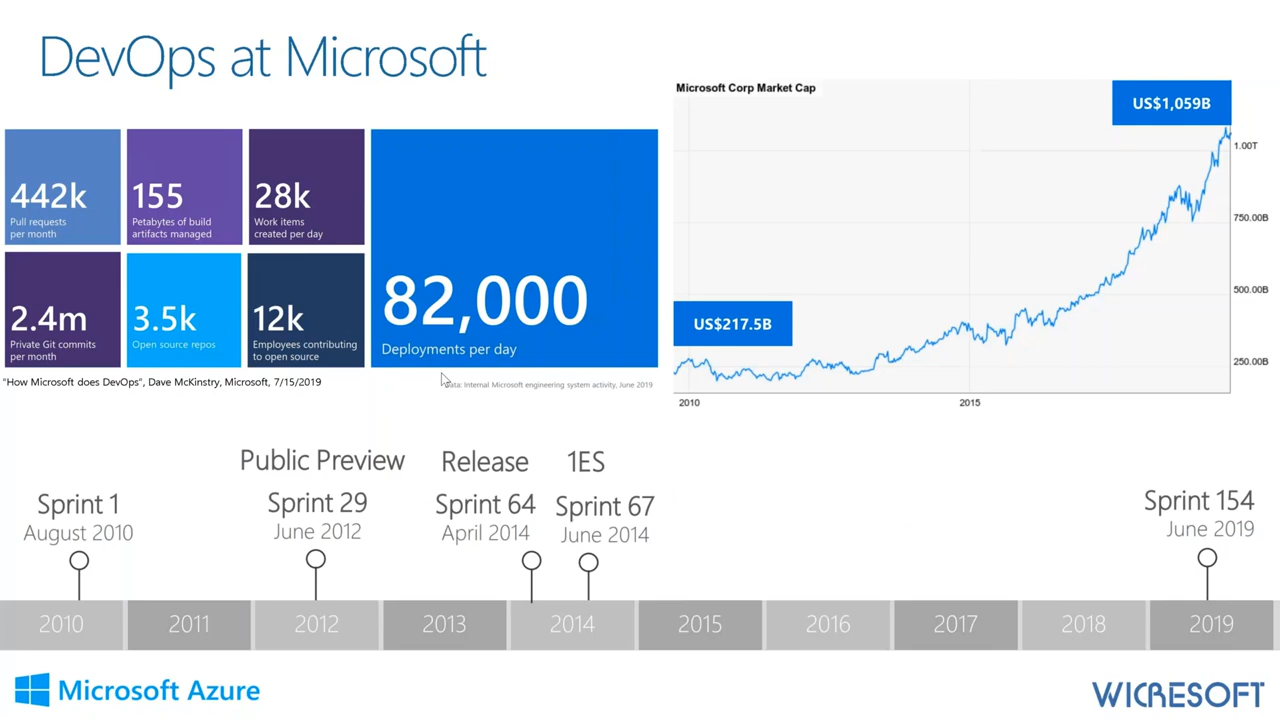 DevOps at Microsoft
442k
Pull requests
per month
155
Petabytes of build
artifacts managed
28k
Work items
created per day
2.4m
Private Git commits
per month
3.5k
Open source repos
12k
Employees contributing
to open source
82,000
Deployments per day
"How Microsoft does DevOps", Dave McKinstry, Microsoft, 7/15/2019
Data: Internal Microsoft engineering system activity, June 2019
Microsoft Corp Market Cap
US$1,059B
1.00T
750.00B
500.00B
250.00B
US$217.5B
2010
2015
Sprint 1
August 2010
Public Preview
Sprint 29
June 2012
Release
Sprint 64
April 2014
1ES
Sprint 67
June 2014
Sprint 154
June 2019
2010
2011
2012
2013
2014
2015
2016
2017
2018
2019
Microsoft Azure
WICRESOFT